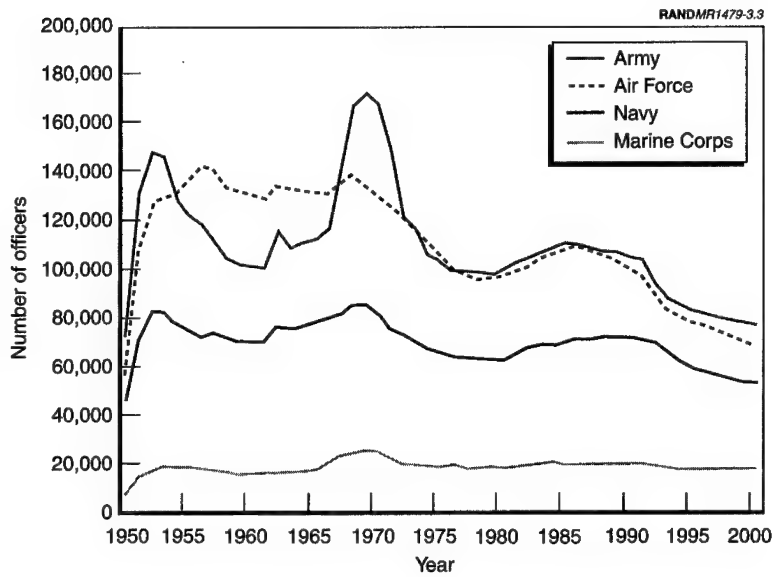 RANDMR1479-3.3
200,000
180,000
160,000
140,000
120,000
100,000
80,000
60,000
40,000
20,000
0
Number of officers
Army
Air Force
Navy
Marine Corps
1950 1955 1960 1965 1970 1975 1980 1985 1990 1995 2000
Year